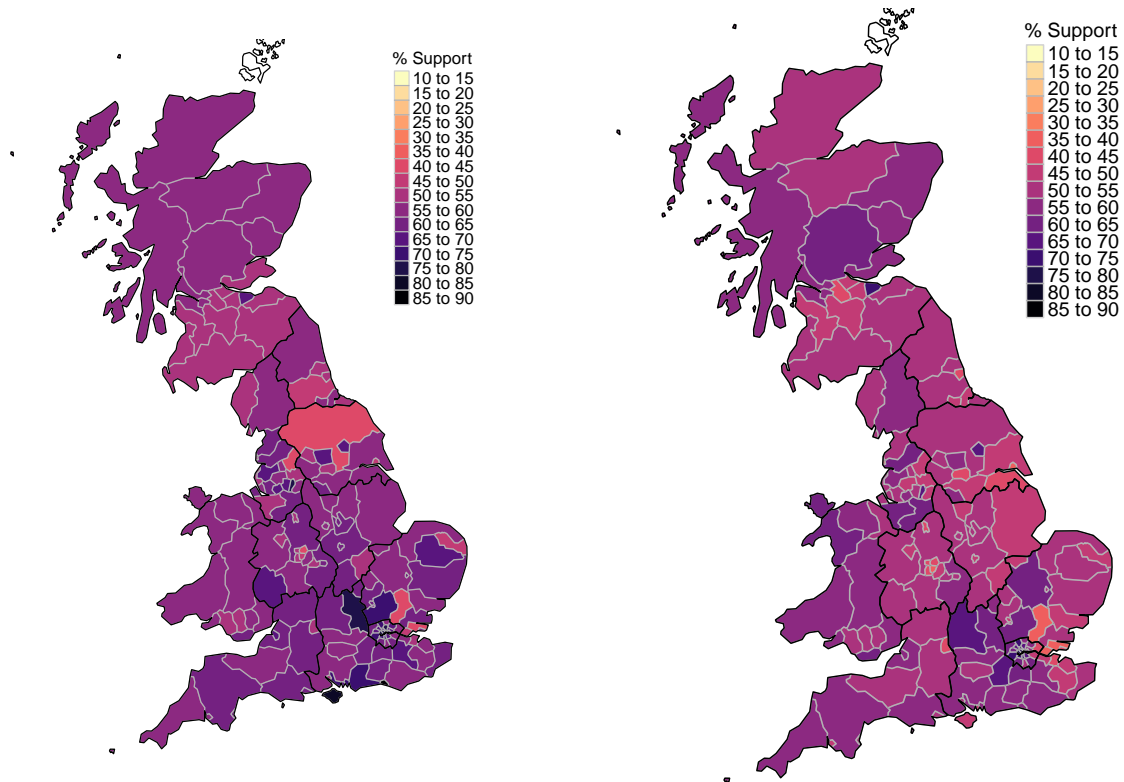 % Support
10 to 15
15 to 20
20 to 25
25 to 30
30 to 35
35 to 40
40 to 45
45 to 50
50 to 55
55 to 60
60 to 65
65 to 70
70 to 75
75 to 80
80 to 85
85 to 90
% Support
10 to 15
15 to 20
20 to 25
25 to 30
30 to 35
35 to 40
40 to 45
45 to 50
50 to 55
55 to 60
60 to 65
65 to 70
70 to 75
75 to 80
80 to 85
85 to 90